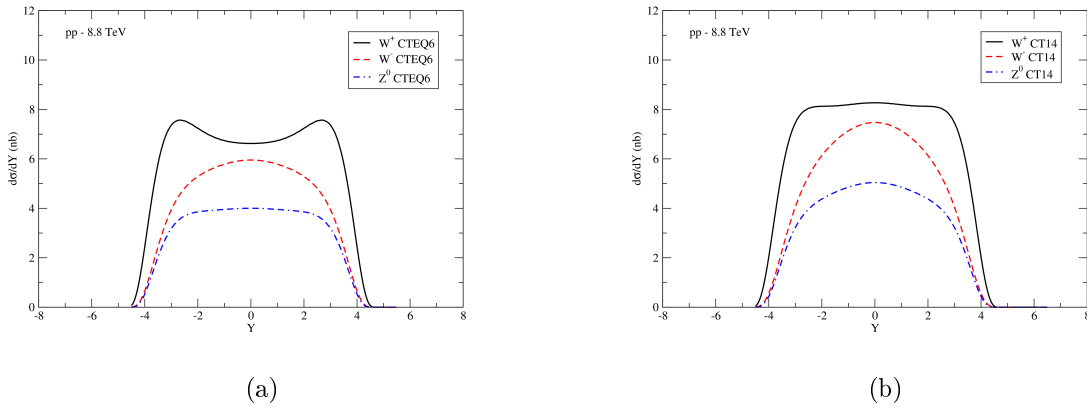 12
10
8
6
4
2
0
dσ/dY (nb)
pp - 8.8 TeV
W+ CTEQ6
W- CTEQ6
Z0 CTEQ6
-8 -6 -4 -2 0 2 4 6 8
Y
(a)
12
10
8
6
4
2
0
dσ/dY (nb)
pp - 8.8 TeV
W+ CT14
W- CT14
Z0 CT14
-8 -6 -4 -2 0 2 4 6 8
Y
(b)